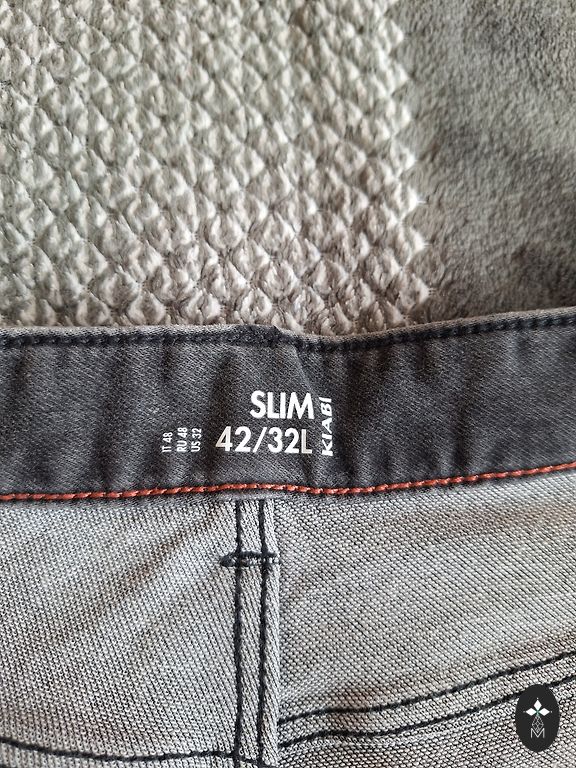 SLIM
42/32L
KIABI
IT 48
RU 48
US 32